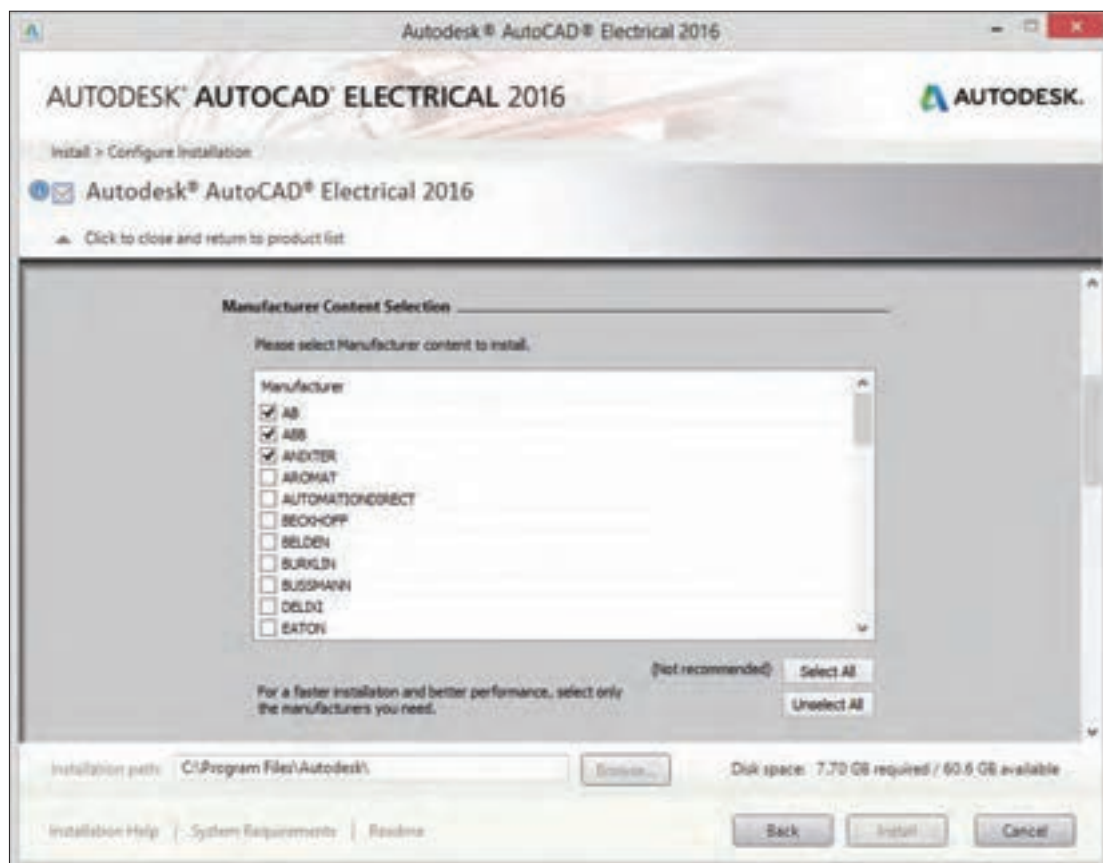 Autodesk® AutoCAD® Electrical 2016
AUTODESK® AUTOCAD® ELECTRICAL 2016
AUTODESK.
Install > Configure Installation
Autodesk® AutoCAD® Electrical 2016
Click to close and return to product list
Manufacturer Content Selection
Please select Manufacturer content to install.
Manufacturer
AB
ABB
ANIXTER
AROMAT
AUTOMATIONDIRECT
BECKHOFF
BELDEN
BURKLIN
BUSSMANN
DELIXI
EATON
(Not recommended) Select All
For a faster installation and better performance, select only
the manufacturers you need.
Unselect All
Installation path: C:\Program Files\Autodesk\ Browse... Disk space: 7.70 GB required / 60.6 GB available
Installation Help | System Requirements | Readme Back Install Cancel